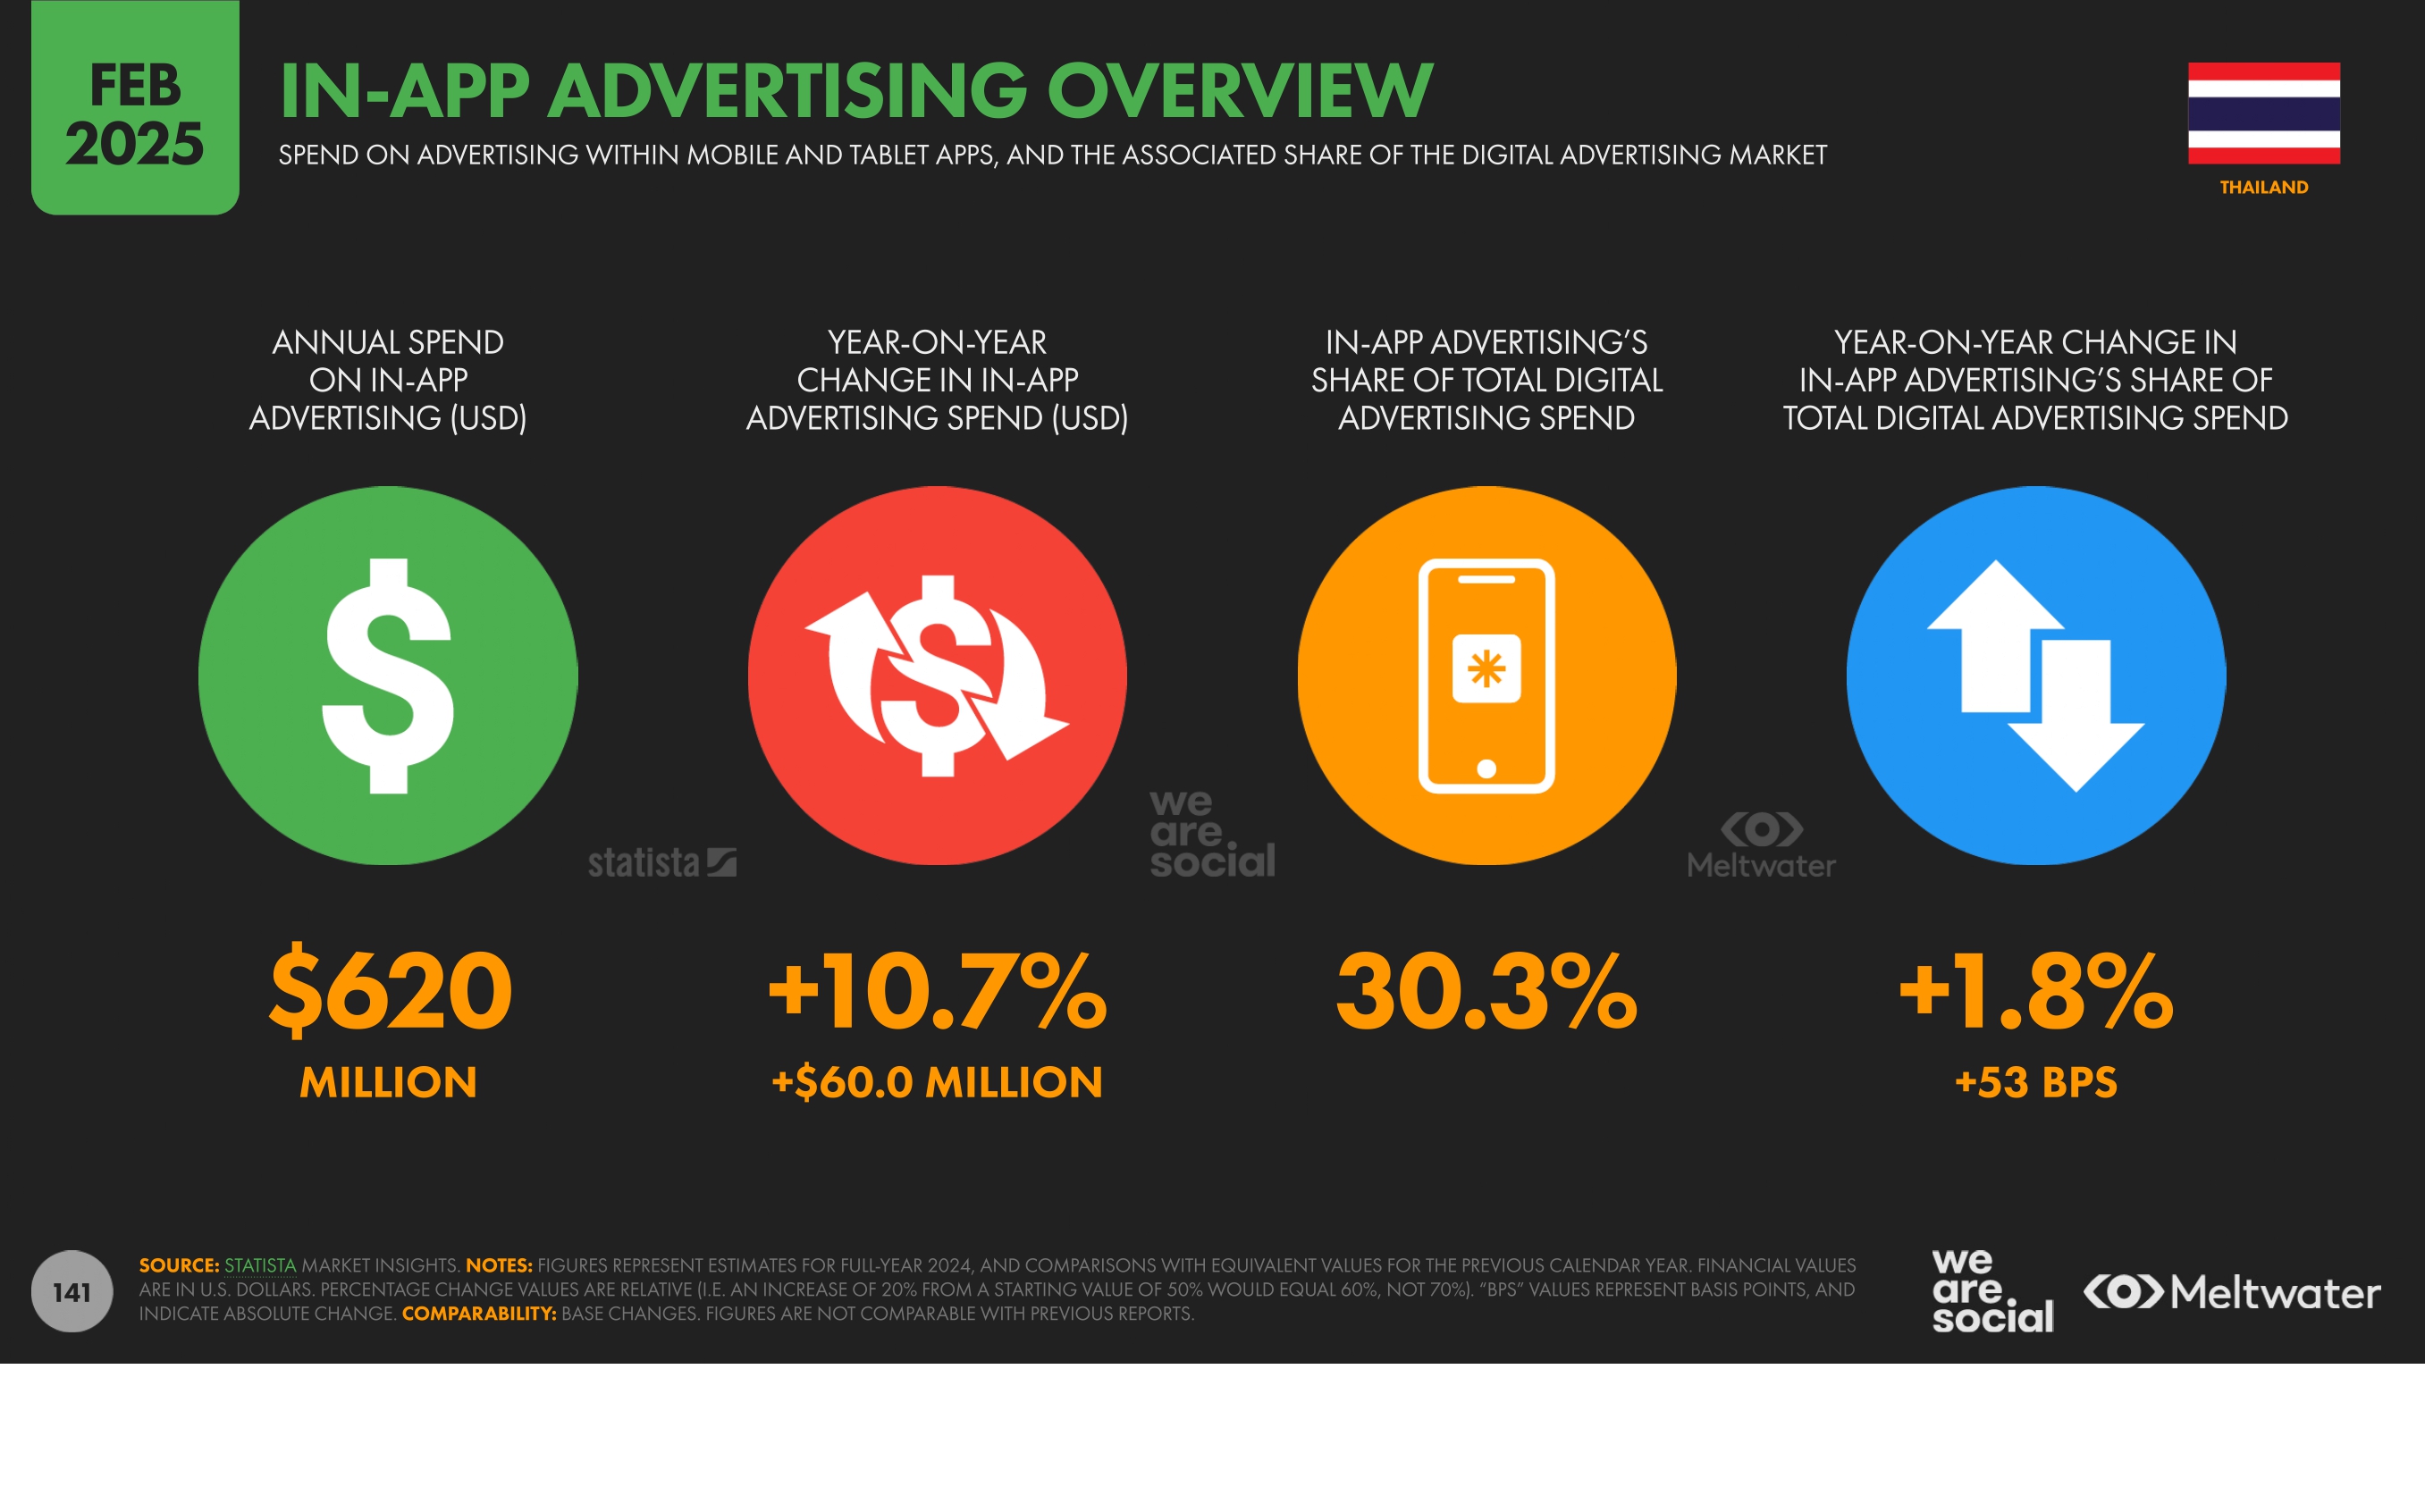 FEB
2025
IN-APP ADVERTISING OVERVIEW
SPEND ON ADVERTISING WITHIN MOBILE AND TABLET APPS, AND THE ASSOCIATED SHARE OF THE DIGITAL ADVERTISING MARKET
THAILAND
ANNUAL SPEND
ON IN-APP
ADVERTISING (USD)
YEAR-ON-YEAR
CHANGE IN IN-APP
ADVERTISING SPEND (USD)
IN-APP ADVERTISING’S
SHARE OF TOTAL DIGITAL
ADVERTISING SPEND
YEAR-ON-YEAR CHANGE IN
IN-APP ADVERTISING’S SHARE OF
TOTAL DIGITAL ADVERTISING SPEND
statista
we
are
social
Meltwater
$620
MILLION
+10.7%
+$60.0 MILLION
30.3%
+1.8%
+53 BPS
141
SOURCE: STATISTA MARKET INSIGHTS. NOTES: FIGURES REPRESENT ESTIMATES FOR FULL-YEAR 2024, AND COMPARISONS WITH EQUIVALENT VALUES FOR THE PREVIOUS CALENDAR YEAR. FINANCIAL VALUES
ARE IN U.S. DOLLARS. PERCENTAGE CHANGE VALUES ARE RELATIVE (I.E. AN INCREASE OF 20% FROM A STARTING VALUE OF 50% WOULD EQUAL 60%, NOT 70%). “BPS” VALUES REPRESENT BASIS POINTS, AND
INDICATE ABSOLUTE CHANGE. COMPARABILITY: BASE CHANGES. FIGURES ARE NOT COMPARABLE WITH PREVIOUS REPORTS.
we
are
social
Meltwater